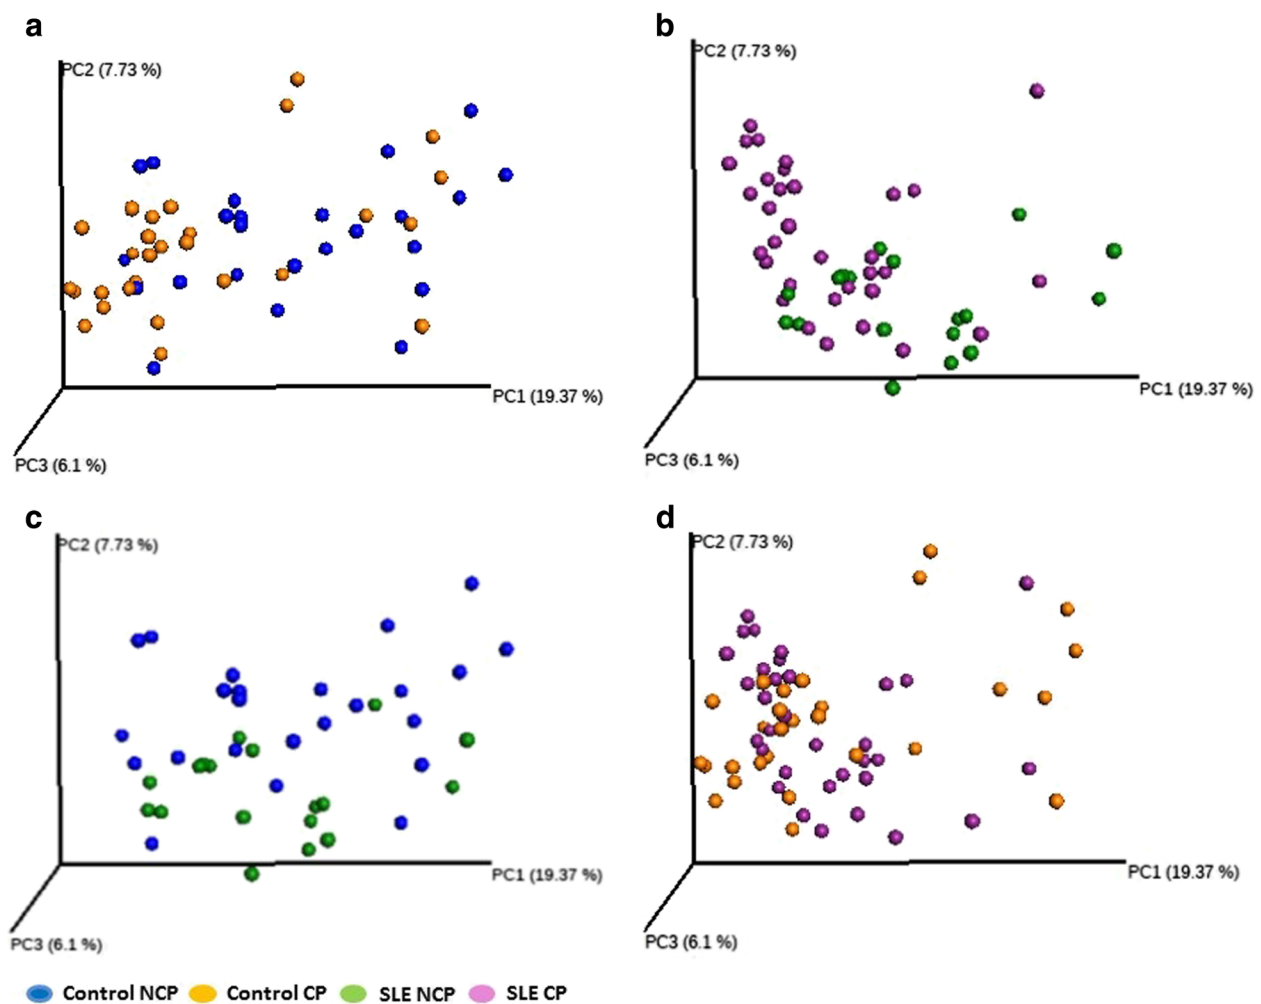 a
PC2 (7.73 %)
PC1 (19.37 %)
PC3 (6.1 %)
b
PC2 (7.73 %)
PC1 (19.37 %)
PC3 (6.1 %)
c
PC2 (7.73 %)
PC1 (19.37 %)
PC3 (6.1 %)
d
PC2 (7.73 %)
PC1 (19.37 %)
PC3 (6.1 %)
Control NCP Control CP SLE NCP SLE CP